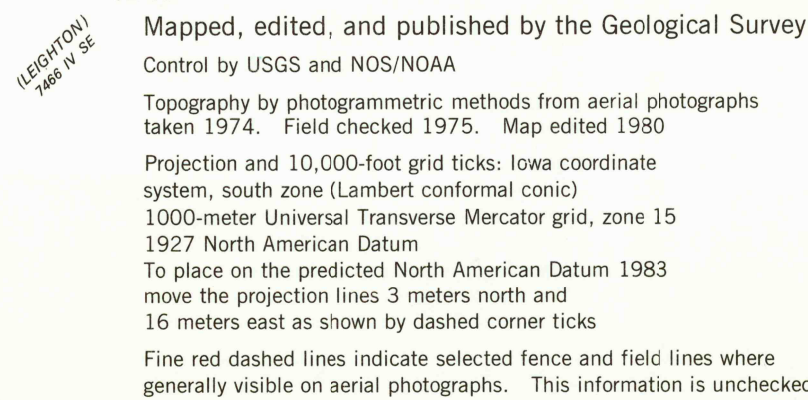 (LEIGHTON)
7466 IV SE
Mapped, edited, and published by the Geological Survey
Control by USGS and NOS/NOAA
Topography by photogrammetric methods from aerial photographs
taken 1974. Field checked 1975. Map edited 1980
Projection and 10,000-foot grid ticks: Iowa coordinate
system, south zone (Lambert conformal conic)
1000-meter Universal Transverse Mercator grid, zone 15
1927 North American Datum
To place on the predicted North American Datum 1983
move the projection lines 3 meters north and
16 meters east as shown by dashed corner ticks
Fine red dashed lines indicate selected fence and field lines where
generally visible on aerial photographs. This information is unchecked